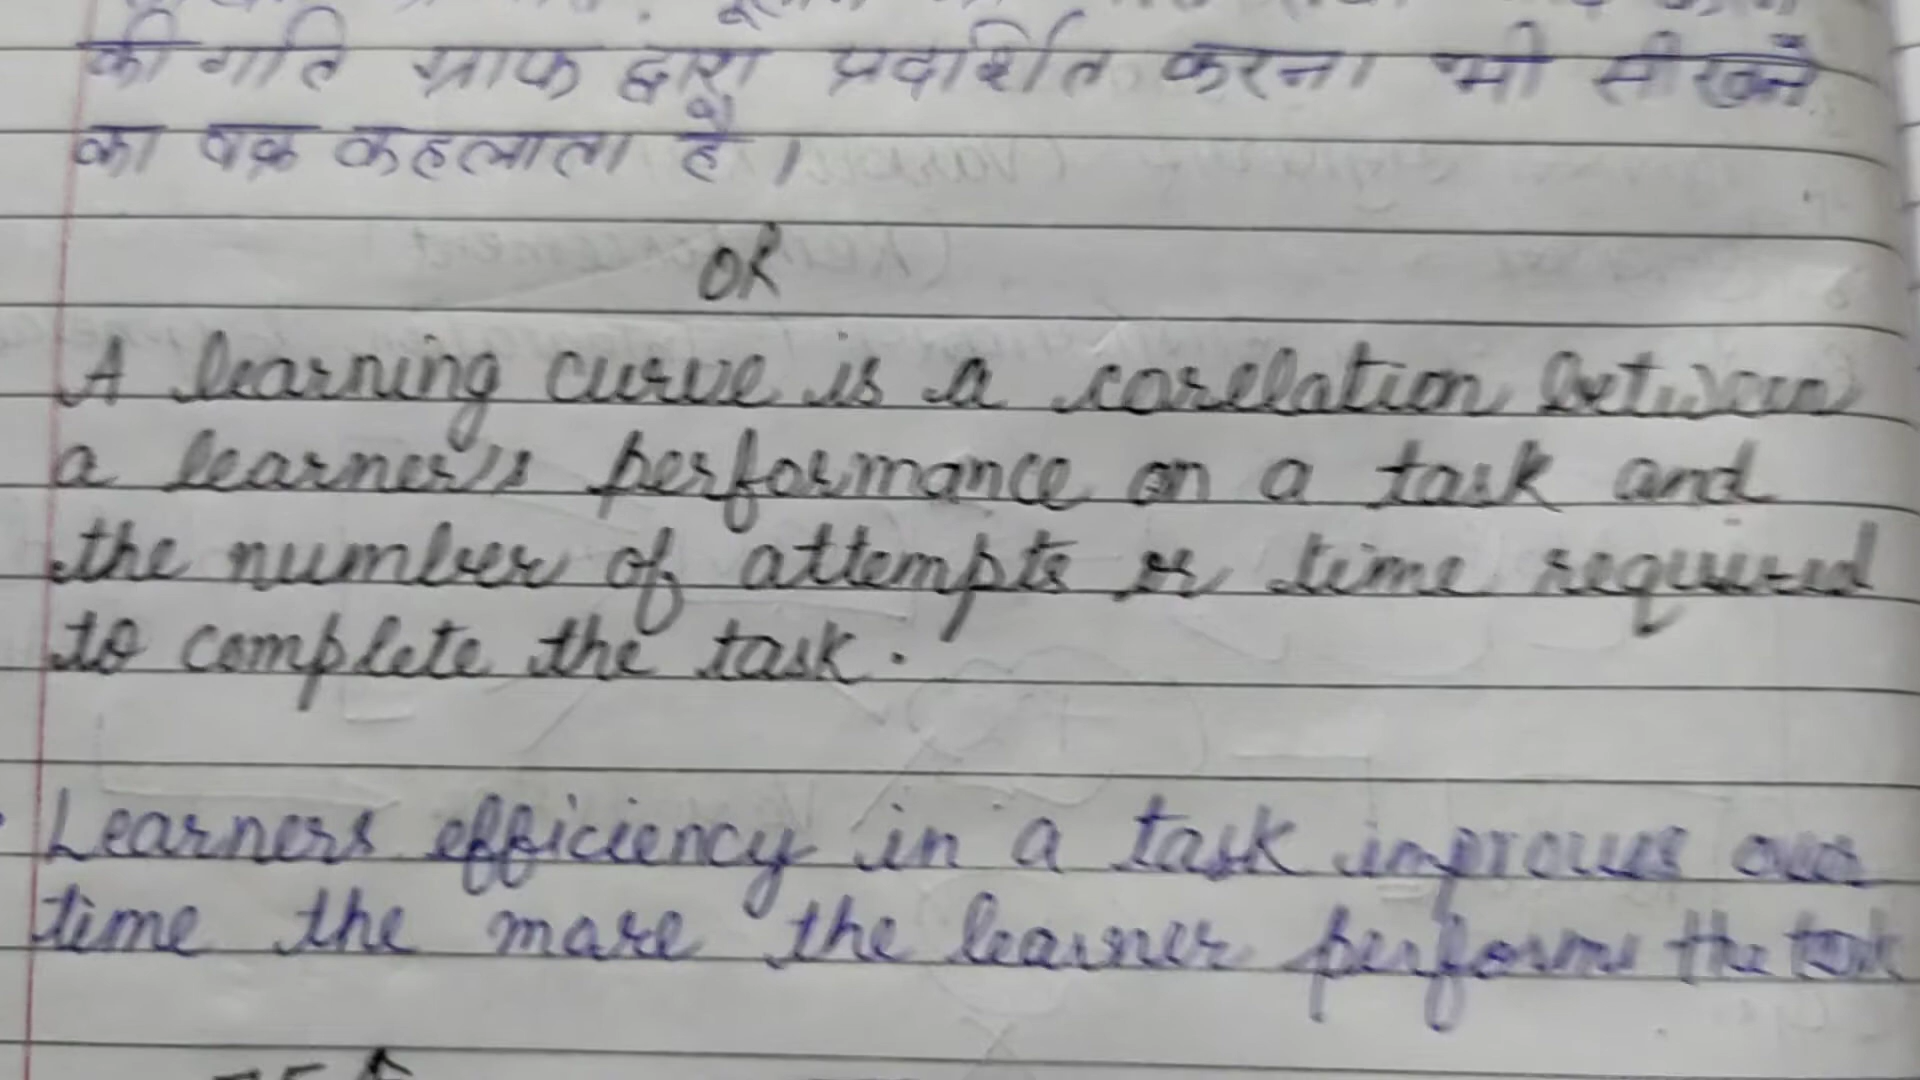 की गति ग्राफ द्वारा प्रदर्शित करना भी सीखने
का वक्र कहलाता है।
OR
A learning curve is a corelation between
a learner's performance on a task and
the number of attempts or time required
to complete the task.
Learners efficiency in a task improves over
time the more the learner performs the task